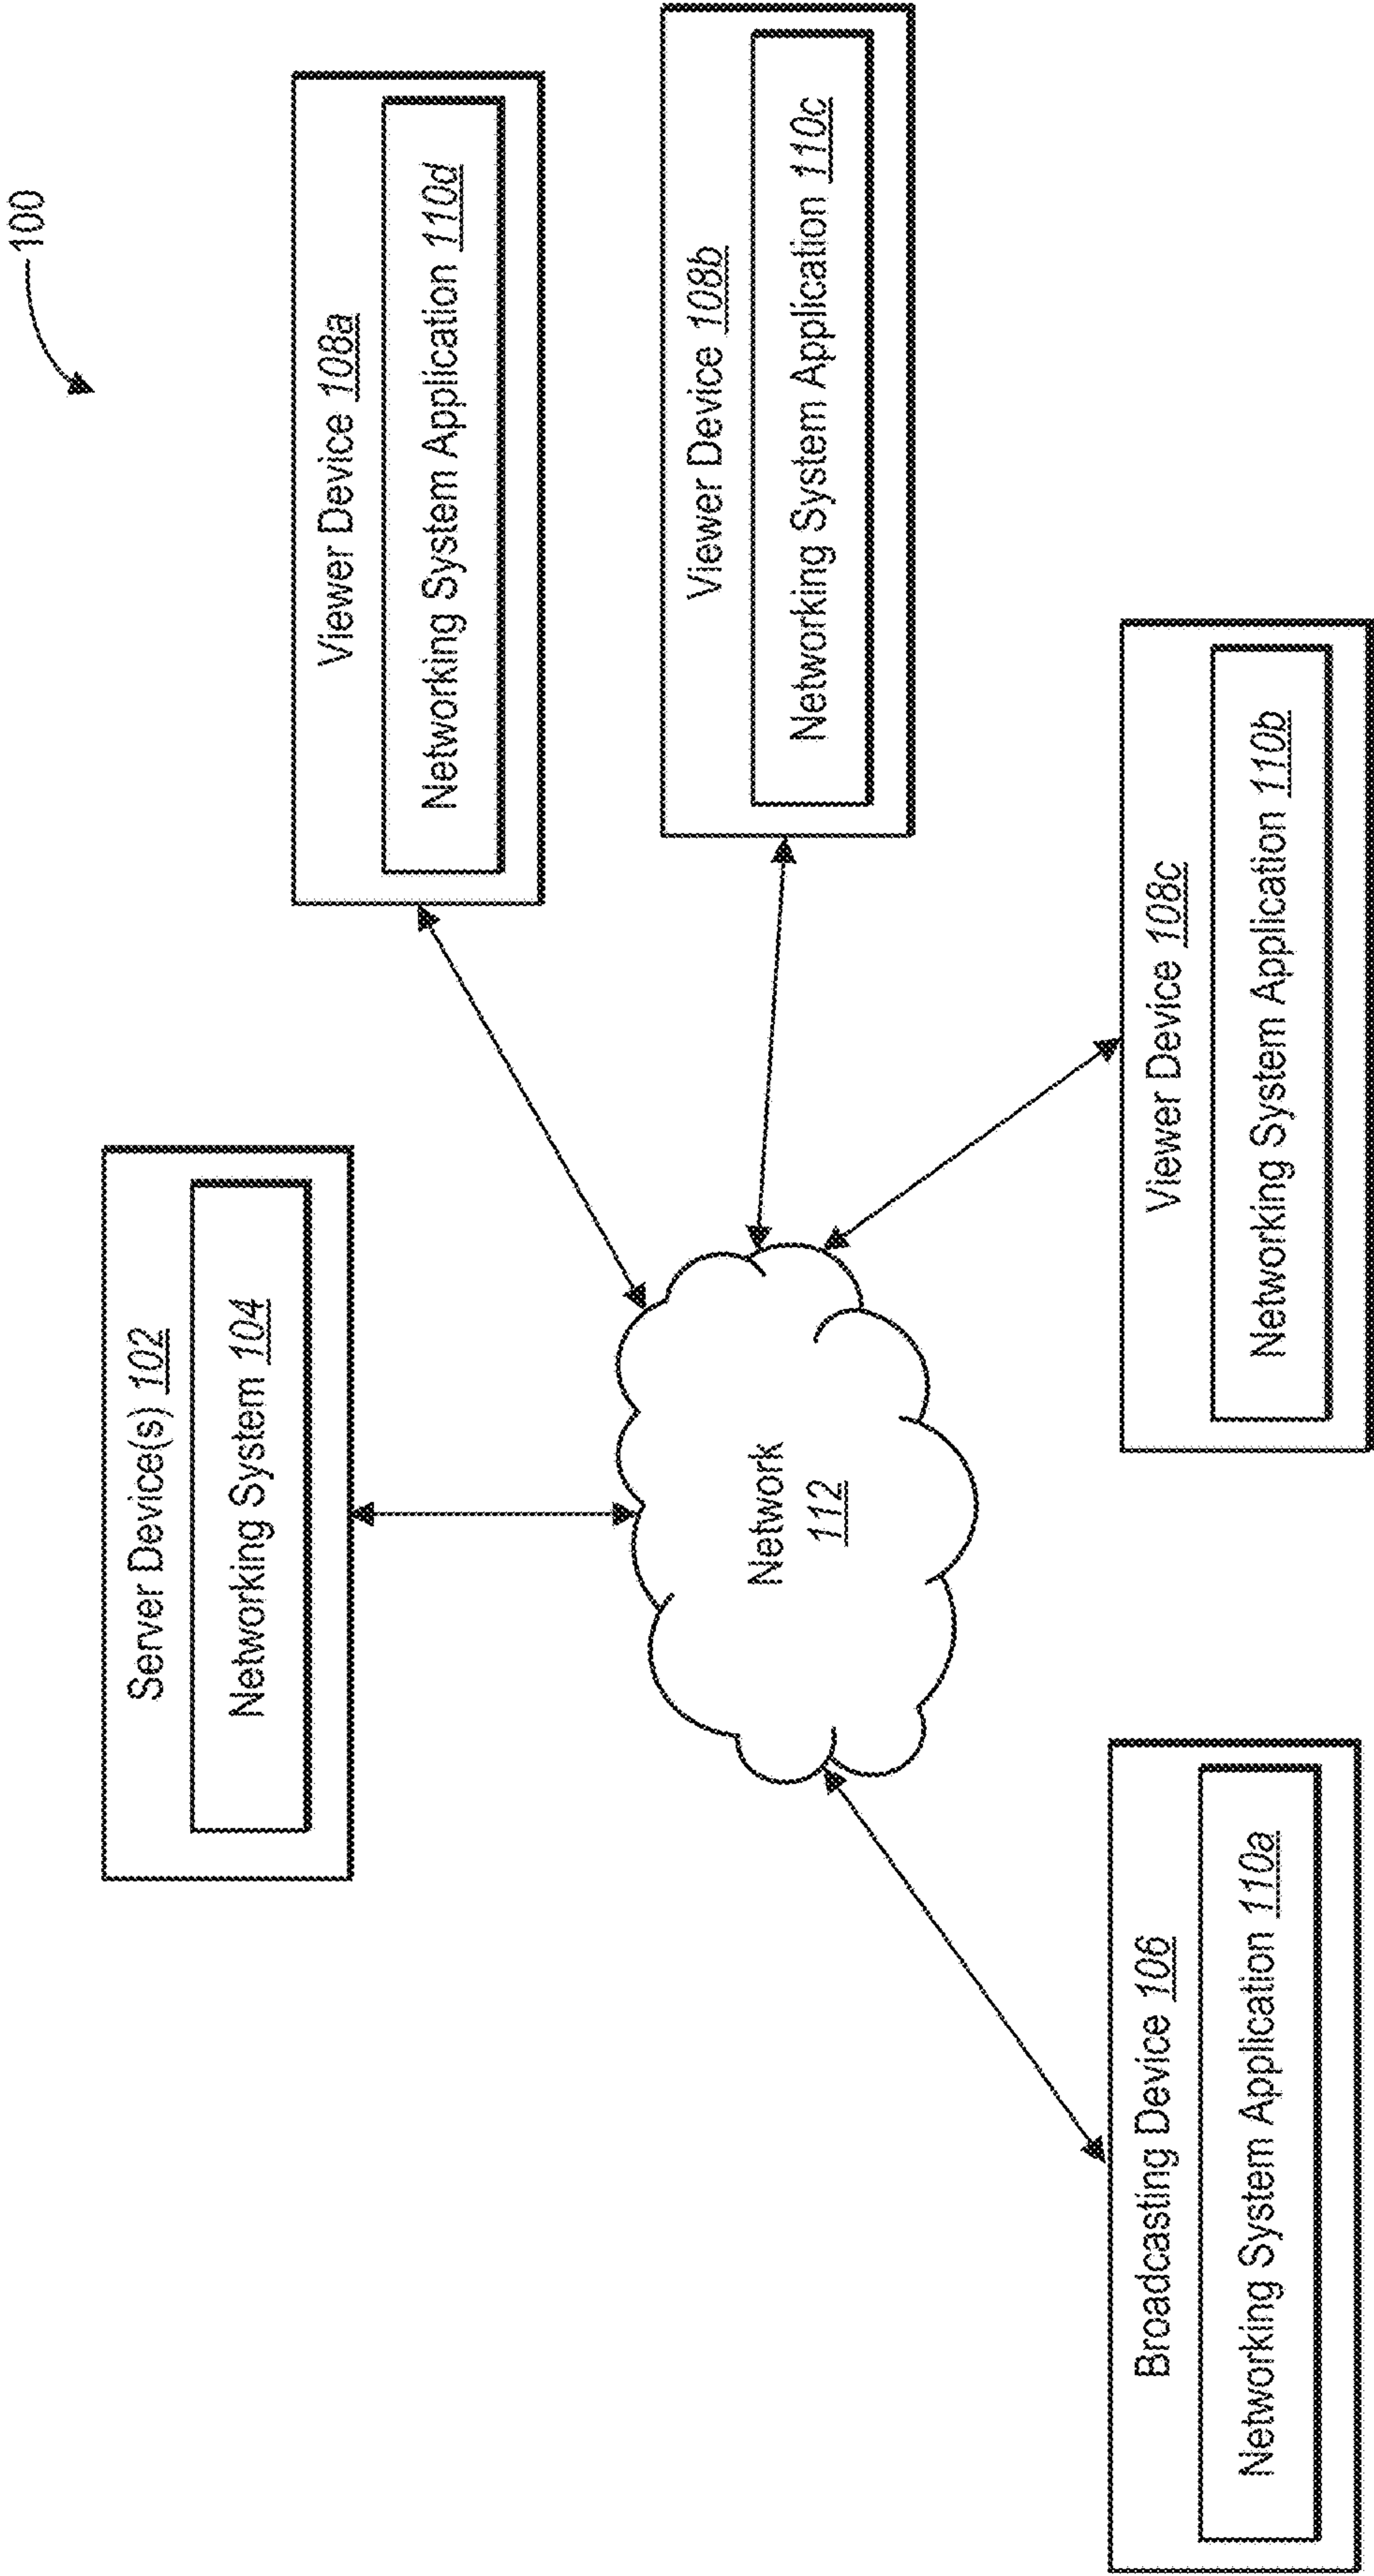 100
Server Device(s) 102
Networking System 104
Viewer Device 108a
Networking System Application 110d
Viewer Device 108b
Networking System Application 110c
Network
112
Viewer Device 108c
Networking System Application 110b
Broadcasting Device 106
Networking System Application 110a